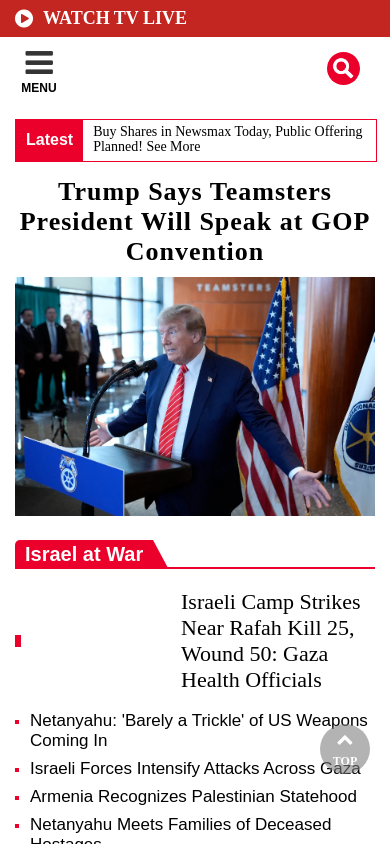 WATCH TV LIVE
MENU
Latest
Buy Shares in Newsmax Today, Public Offering
Planned! See More
Trump Says Teamsters
President Will Speak at GOP
Convention
TEAMSTERS
Israel at War
Israeli Camp Strikes
Near Rafah Kill 25,
Wound 50: Gaza
Health Officials
Netanyahu: 'Barely a Trickle' of US Weapons
Coming In
Israeli Forces Intensify Attacks Across Gaza
TOP
Armenia Recognizes Palestinian Statehood
Netanyahu Meets Families of Deceased
Hostages